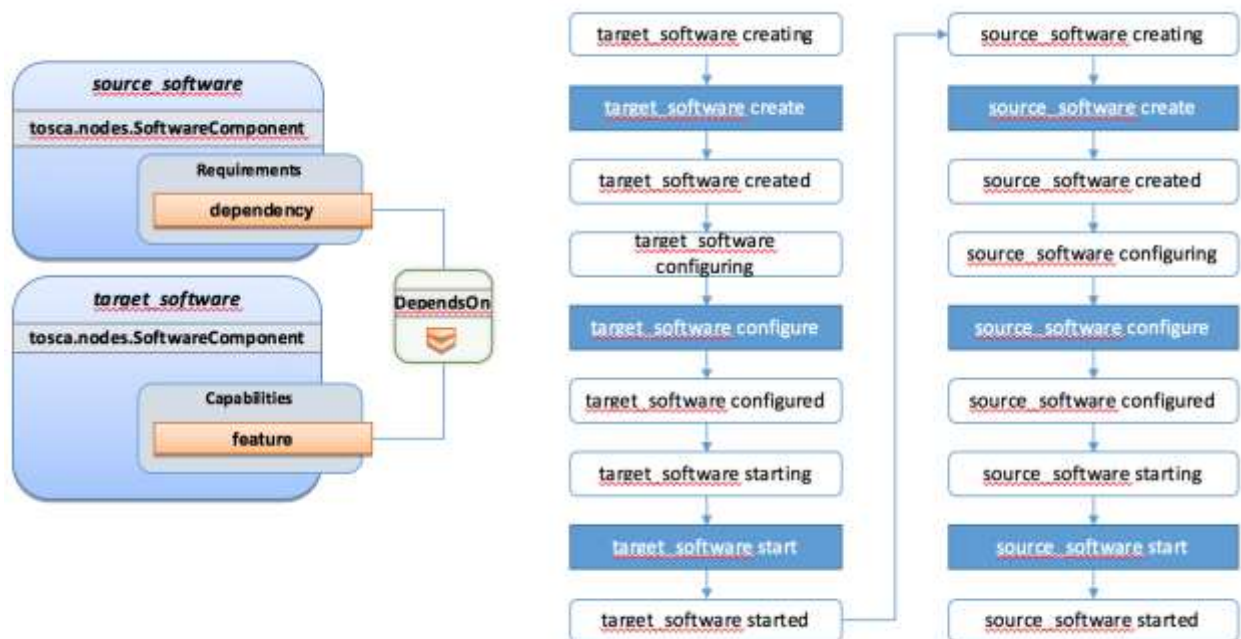 source_software
tosca.nodes.SoftwareComponent
Requirements
dependency
target_software
tosca.nodes.SoftwareComponent
Capabilities
feature
DependsOn
target_software creating
target_software create
target_software created
target_software
configuring
target_software configure
target_software configured
target_software starting
target_software start
target_software started
source_software creating
source_software create
source_software created
source_software configuring
source_software configure
source_software configured
source_software starting
source_software start
source_software started